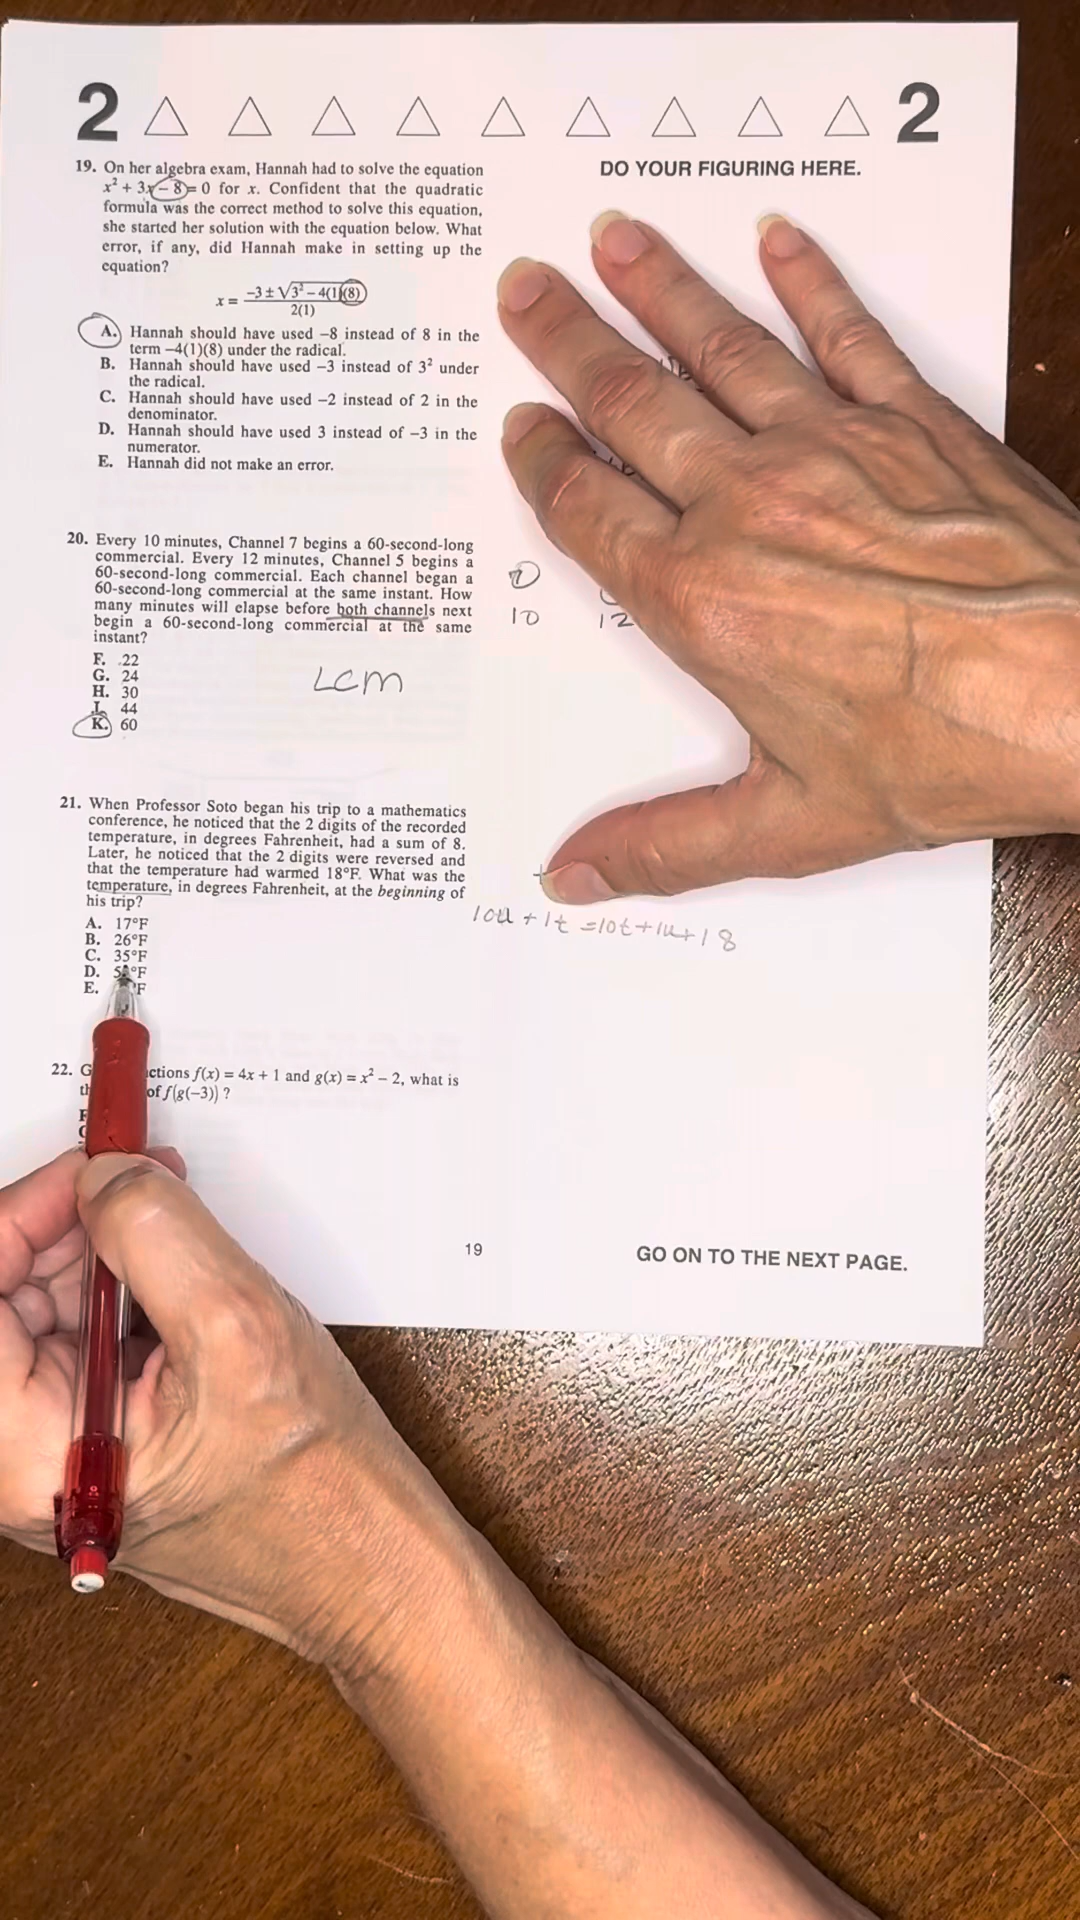 2 2
19. On her algebra exam, Hannah had to solve the equation
x² + 3x – 8 = 0 for x. Confident that the quadratic
formula was the correct method to solve this equation,
she started her solution with the equation below. What
error, if any, did Hannah make in setting up the
equation?
x = (–3 ± √(3² – 4(1)(8))) / 2(1)
A. Hannah should have used –8 instead of 8 in the
term –4(1)(8) under the radical.
B. Hannah should have used –3 instead of 3² under
the radical.
C. Hannah should have used –2 instead of 2 in the
denominator.
D. Hannah should have used 3 instead of –3 in the
numerator.
E. Hannah did not make an error.
20. Every 10 minutes, Channel 7 begins a 60-second-long
commercial. Every 12 minutes, Channel 5 begins a
60-second-long commercial. Each channel began a
60-second-long commercial at the same instant. How
many minutes will elapse before both channels next
begin a 60-second-long commercial at the same
instant?
F. 22
G. 24
H. 30
J. 44
K. 60
LCM
21. When Professor Soto began his trip to a mathematics
conference, he noticed that the 2 digits of the recorded
temperature, in degrees Fahrenheit, had a sum of 8.
Later, he noticed that the 2 digits were reversed and
that the temperature had warmed 18°F. What was the
temperature, in degrees Fahrenheit, at the beginning of
his trip?
A. 17°F
B. 26°F
C. 35°F
D. 5 °F
E. °F
22. G ctions f(x) = 4x + 1 and g(x) = x² – 2, what is
th of f(g(–3)) ?
DO YOUR FIGURING HERE.
7
10 12
10u + 1t = 10t + 1u + 18
19
GO ON TO THE NEXT PAGE.